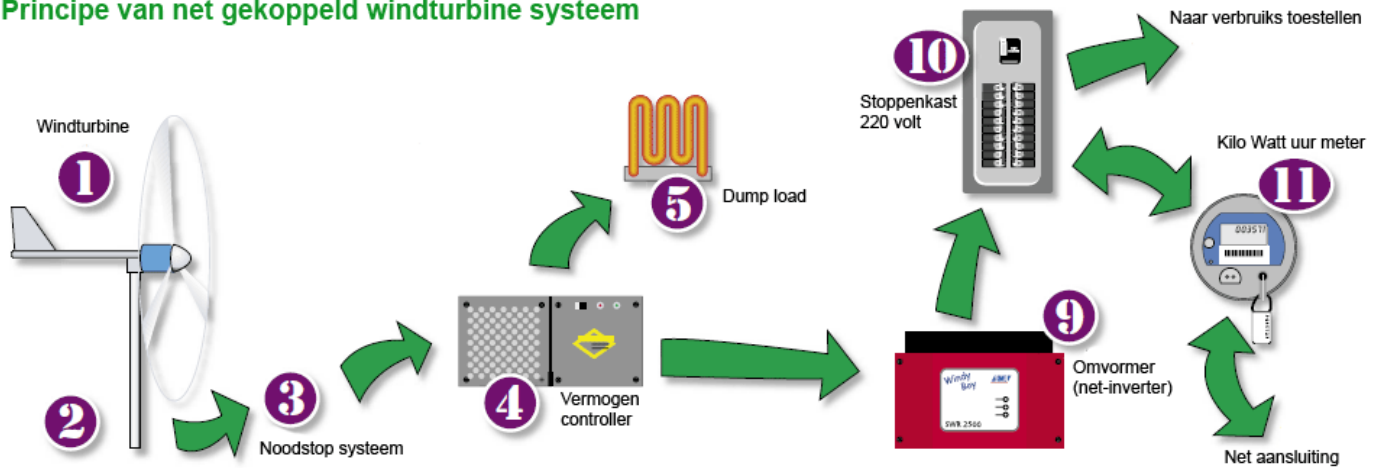 Principe van net gekoppeld windturbine systeem
Windturbine
1
2
3
Noodstop systeem
4
Vermogen
controller
5
Dump load
9
Omvormer
(net-inverter)
Windy
Boy
SWR 2500
10
Stoppenkast
220 volt
Naar verbruiks toestellen
Kilo Watt uur meter
11
003571
Net aansluiting